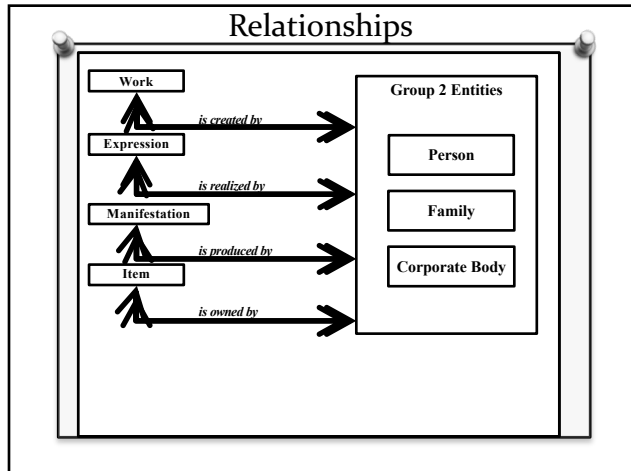 Relationships
Work
Group 2 Entities
is created by
Expression
Person
is realized by
Family
Manifestation
is produced by
Corporate Body
Item
is owned by